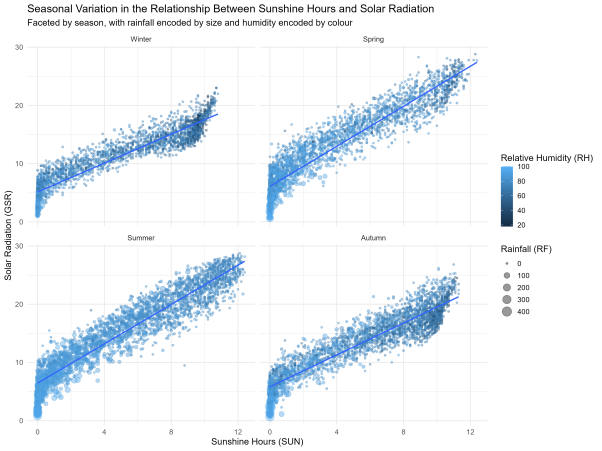 Seasonal Variation in the Relationship Between Sunshine Hours and Solar Radiation
Faceted by season, with rainfall encoded by size and humidity encoded by colour
Winter
Spring
30
20
10
0
Summer
Autumn
30
20
10
0
0
4
8
12
0
4
8
12
Solar Radiation (GSR)
Sunshine Hours (SUN)
Relative Humidity (RH)
100
80
60
40
20
Rainfall (RF)
0
100
200
300
400